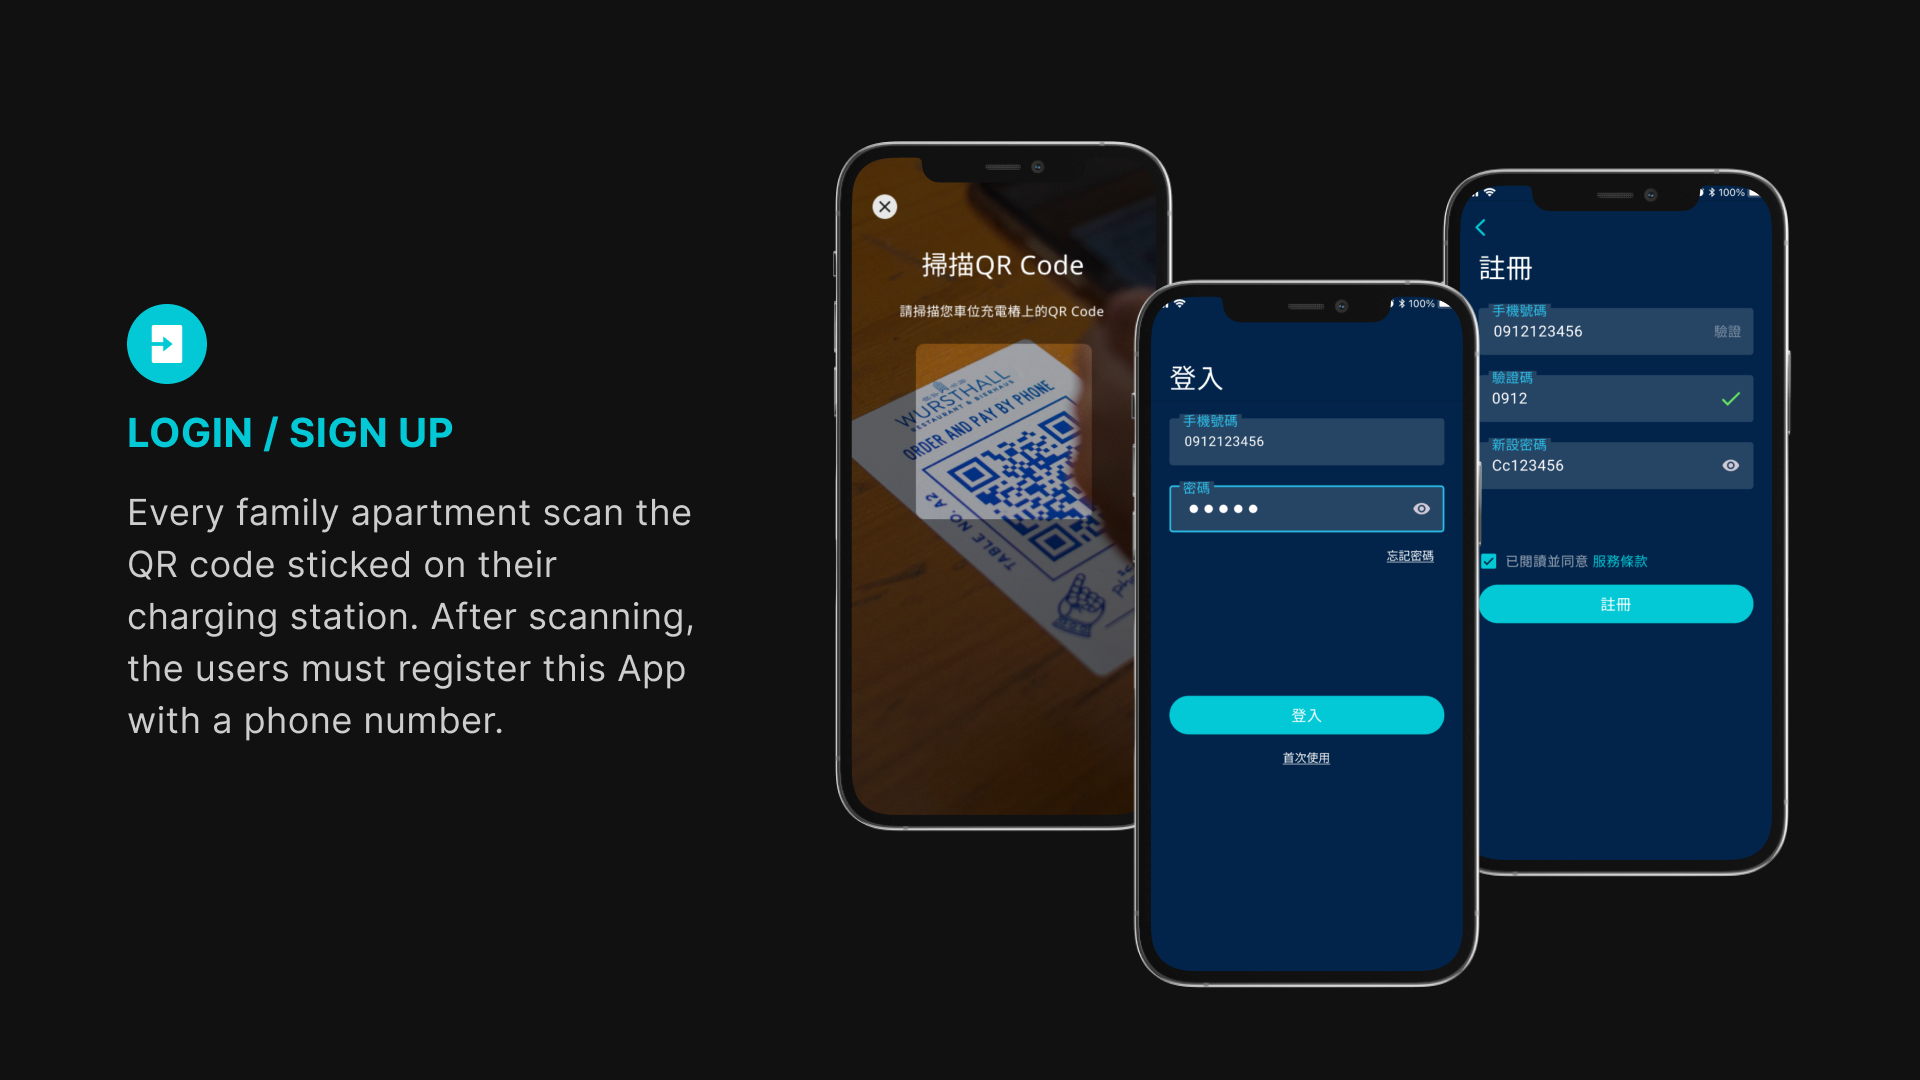 LOGIN / SIGN UP
Every family apartment scan the
QR code sticked on their
charging station. After scanning,
the users must register this App
with a phone number.
掃描QR Code
請掃描您車位充電樁上的QR Code
WURSTHALL
RESTAURANT & BIERHAUS
ORDER AND PAY BY PHONE
TABLE NO. A2
100%
登入
手機號碼
0912123456
密碼
忘記密碼
登入
首次使用
100%
註冊
手機號碼
0912123456
驗證
驗證碼
0912
新設密碼
Cc123456
已閱讀並同意 服務條款
註冊